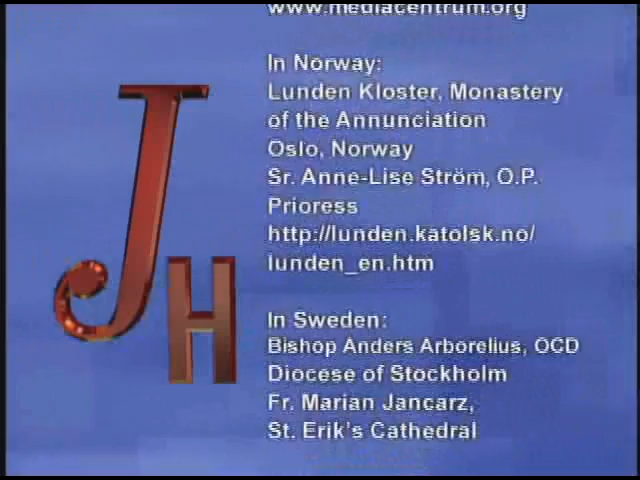 www.mediacentrum.org
In Norway:
Lunden Kloster, Monastery
of the Annunciation
Oslo, Norway
Sr. Anne-Lise Ström, O.P.
Prioress
http://lunden.katolsk.no/
lunden_en.htm
In Sweden:
Bishop Anders Arborelius, OCD
Diocese of Stockholm
Fr. Marian Jancarz,
St. Erik's Cathedral
JH